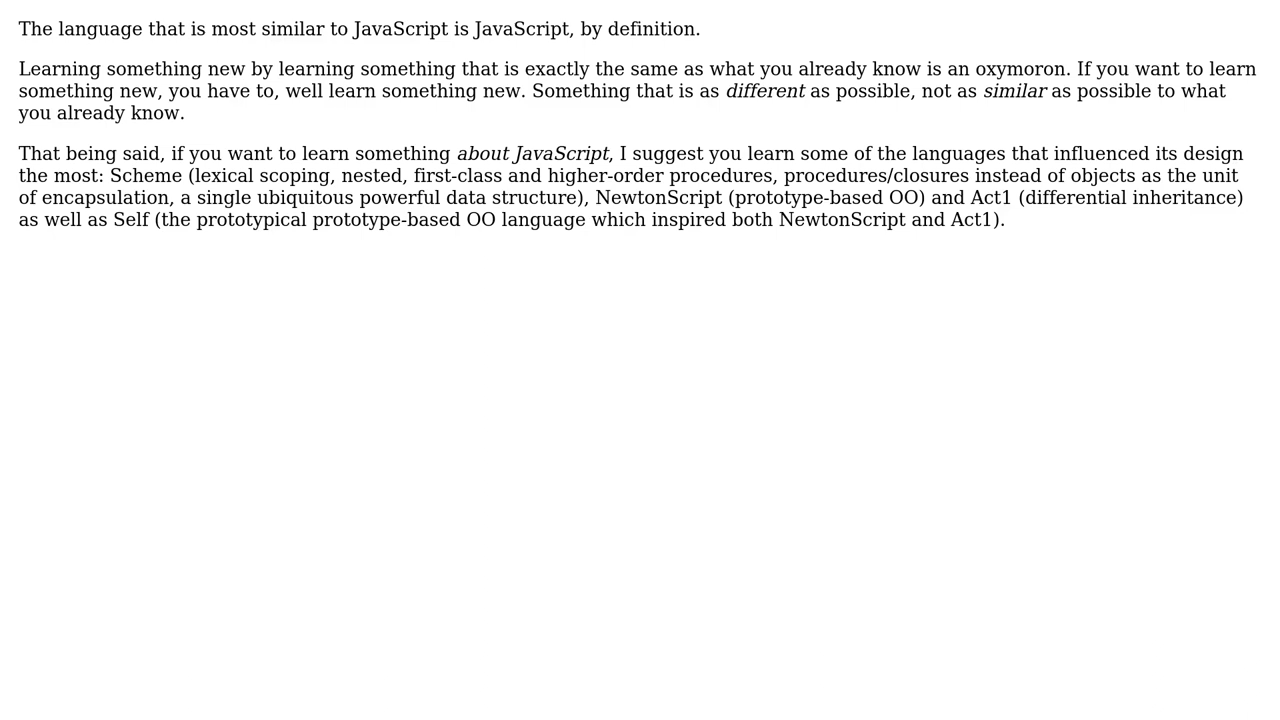 The language that is most similar to JavaScript is JavaScript, by definition.
Learning something new by learning something that is exactly the same as what you already know is an oxymoron. If you want to learn
something new, you have to, well learn something new. Something that is as different as possible, not as similar as possible to what
you already know.
That being said, if you want to learn something about JavaScript, I suggest you learn some of the languages that influenced its design
the most: Scheme (lexical scoping, nested, first-class and higher-order procedures, procedures/closures instead of objects as the unit
of encapsulation, a single ubiquitous powerful data structure), NewtonScript (prototype-based OO) and Act1 (differential inheritance)
as well as Self (the prototypical prototype-based OO language which inspired both NewtonScript and Act1).